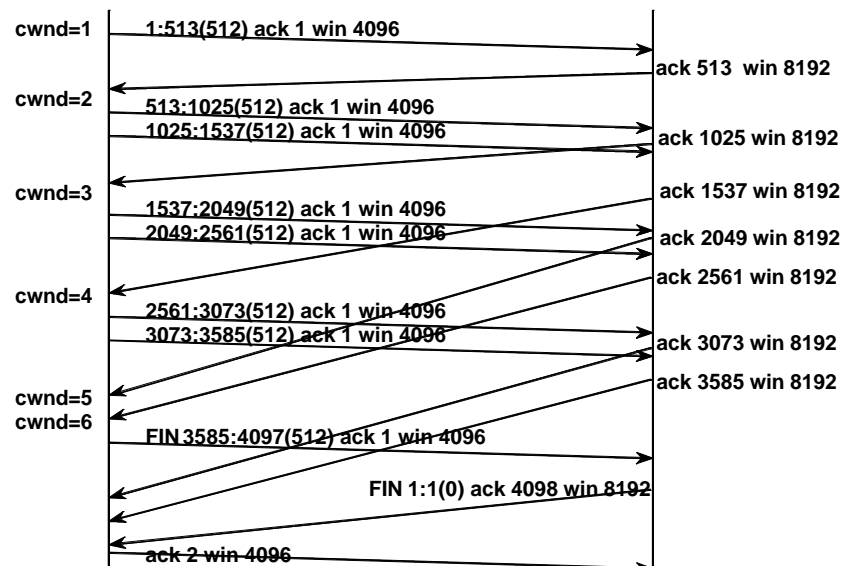 cwnd=1
1:513(512) ack 1 win 4096
ack 513 win 8192
cwnd=2
513:1025(512) ack 1 win 4096
1025:1537(512) ack 1 win 4096
ack 1025 win 8192
cwnd=3
ack 1537 win 8192
1537:2049(512) ack 1 win 4096
2049:2561(512) ack 1 win 4096
ack 2049 win 8192
ack 2561 win 8192
cwnd=4
2561:3073(512) ack 1 win 4096
3073:3585(512) ack 1 win 4096
ack 3073 win 8192
ack 3585 win 8192
cwnd=5
cwnd=6
FIN 3585:4097(512) ack 1 win 4096
FIN 1:1(0) ack 4098 win 8192
ack 2 win 4096